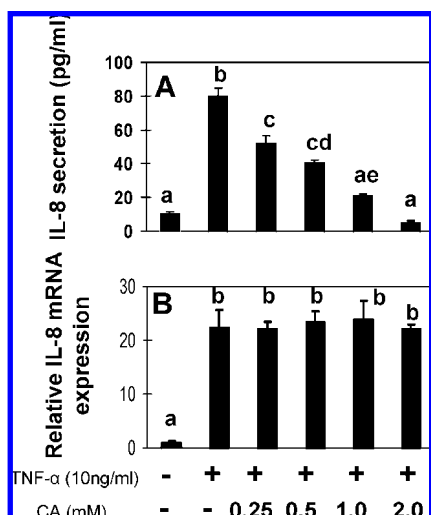 IL-8 secretion (pg/ml)
A
100
80
60
40
20
0
a
b
c
cd
ae
a
Relative IL-8 mRNA
expression
B
30
20
10
0
a
b
b
b
b
b
TNF-α (10ng/ml) - + + + + +
CA (mM) - - 0.25 0.5 1.0 2.0